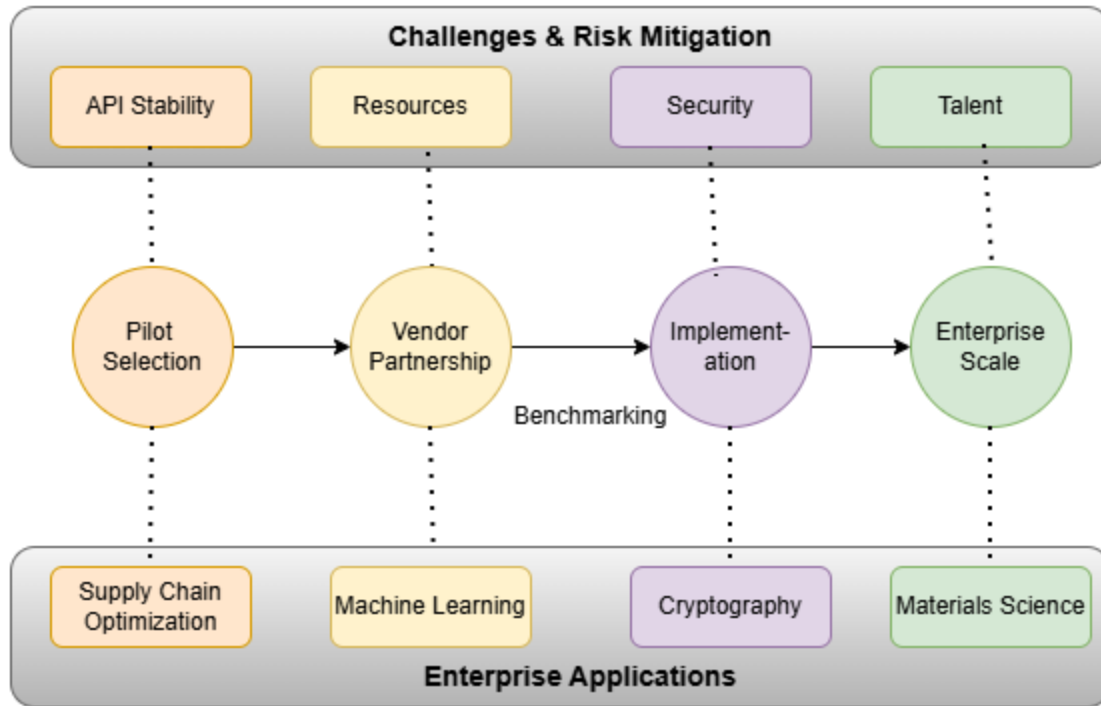 Challenges & Risk Mitigation
API Stability
Resources
Security
Talent
Pilot
Selection
Vendor
Partnership
Implement-
ation
Enterprise
Scale
Benchmarking
Supply Chain
Optimization
Machine Learning
Cryptography
Materials Science
Enterprise Applications